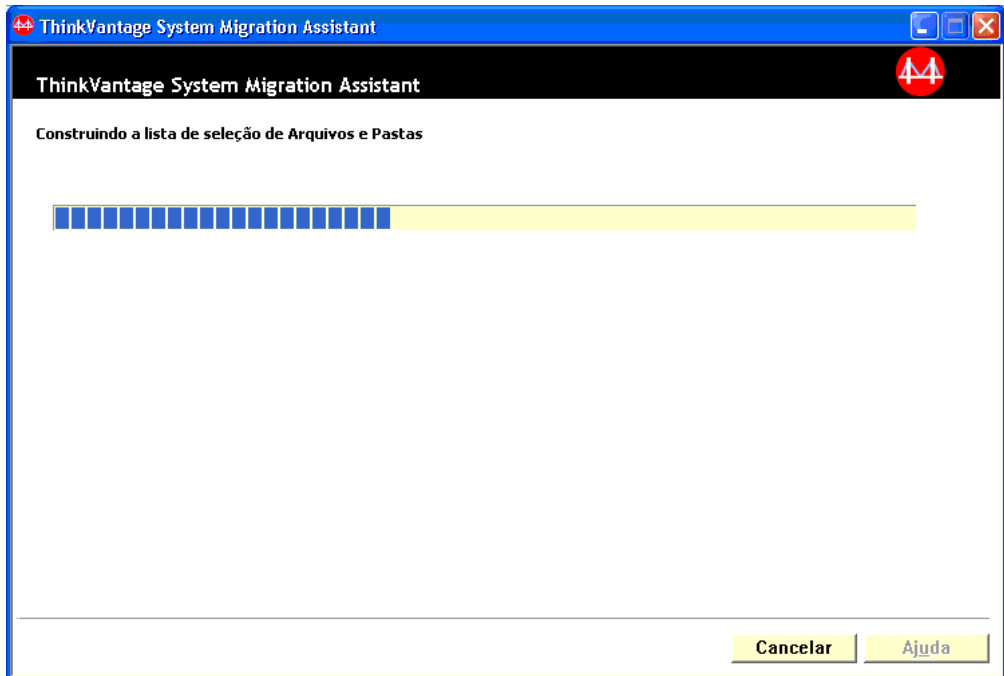 ThinkVantage System Migration Assistant
ThinkVantage System Migration Assistant
Construindo a lista de seleção de Arquivos e Pastas
Cancelar
Ajuda